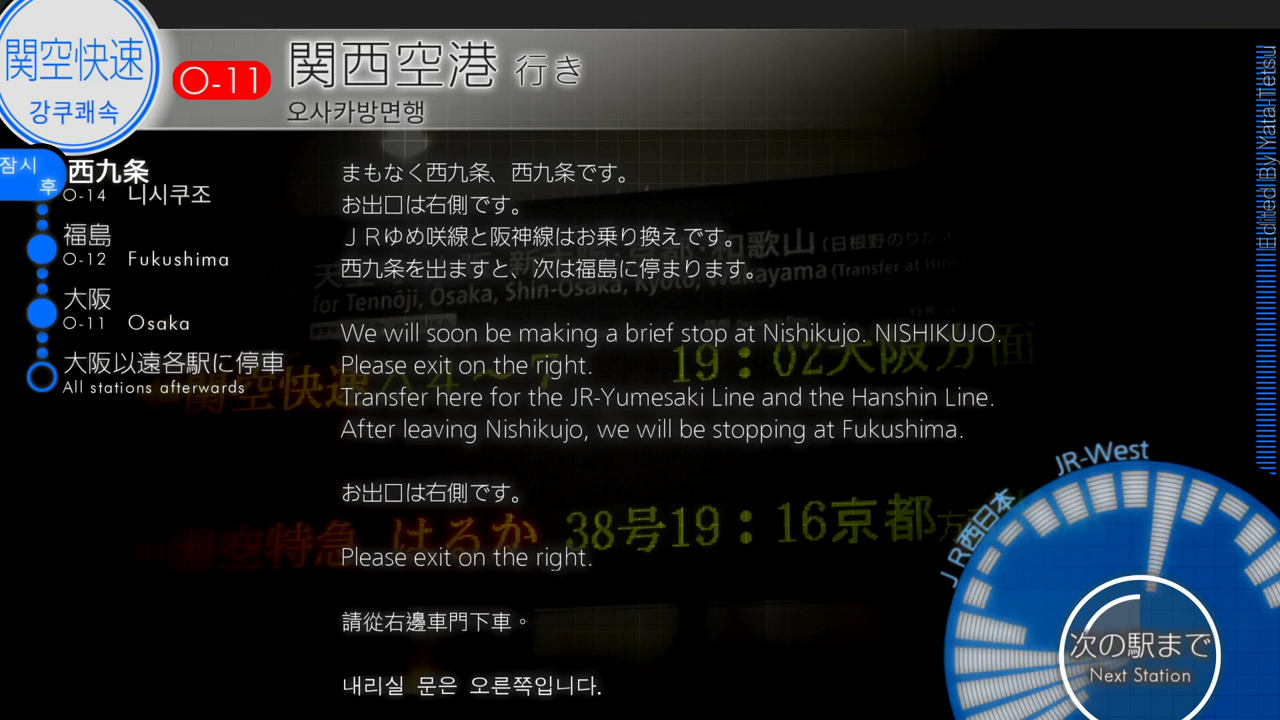 関空快速
강쿠쾌속
O-11
関西空港 行き
오사카방면행
잠시
후
西九条
O-14 니시쿠조
福島
O-12 Fukushima
大阪
O-11 Osaka
大阪以遠各駅に停車
All stations afterwards
まもなく西九条、西九条です。
お出口は右側です。
JRゆめ咲線と阪神線はお乗り換えです。
西九条を出ますと、次は福島に停まります。
We will soon be making a brief stop at Nishikujo. NISHIKUJO.
Please exit on the right.
Transfer here for the JR-Yumesaki Line and the Hanshin Line.
After leaving Nishikujo, we will be stopping at Fukushima.
お出口は右側です。
Please exit on the right.
請從右邊車門下車。
내리실 문은 오른쪽입니다.
for Tennōji, Ōsaka, Shin-Osaka, Kyoto, Wakayama (Transfer at
関空快速 19:02大阪方面
関空特急 はるか 38号19:16京都方
Edited By Yata-Tetsu
JR西日本
JR-West
次の駅まで
Next Station